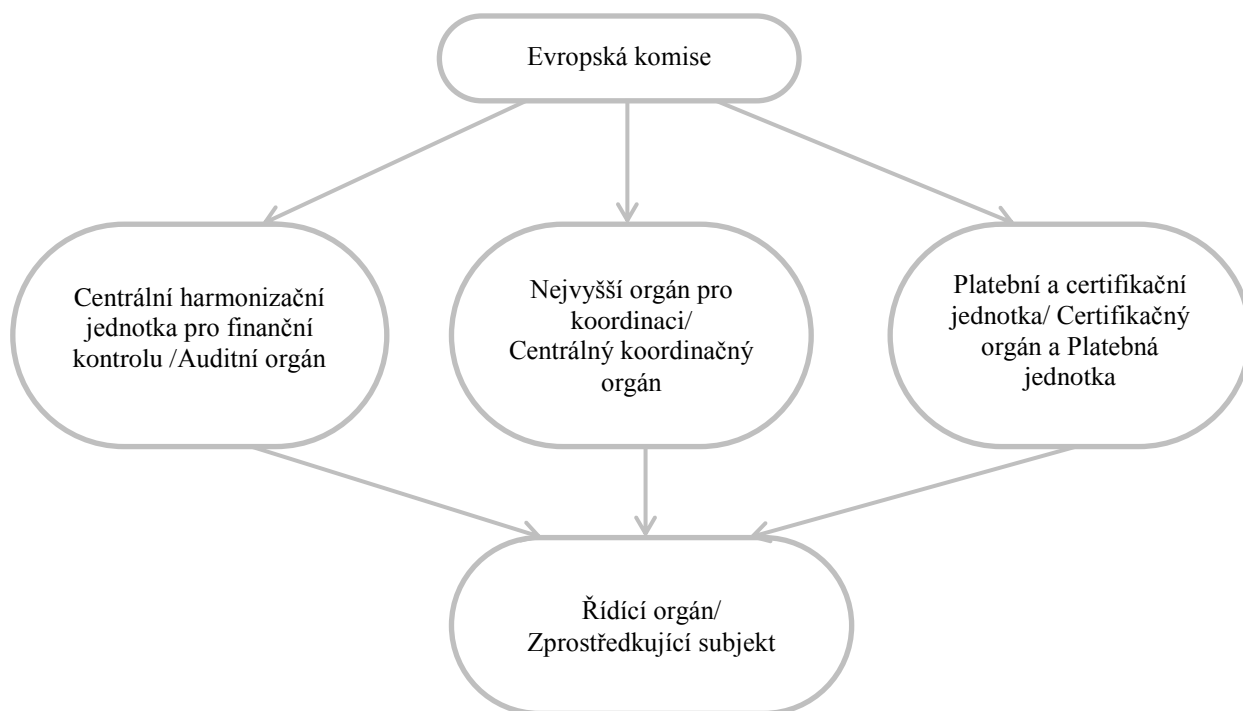 Evropská komise
Centrální harmonizační
jednotka pro finanční
kontrolu /Auditní orgán
Nejvyšší orgán pro
koordinaci/
Centrálný koordinačný
orgán
Platební a certifikační
jednotka/ Certifikačný
orgán a Platebná
jednotka
Řídící orgán/
Zprostředkující subjekt